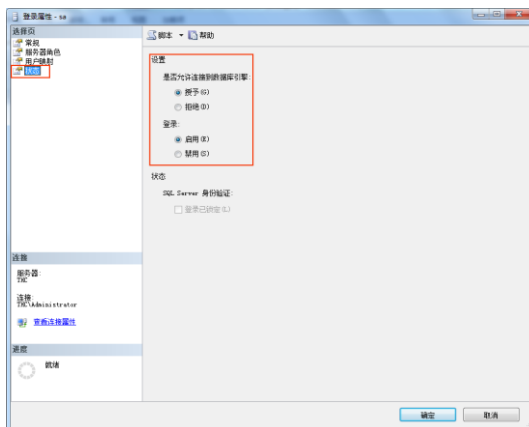 登录属性 - sa
选择页
常规
服务器角色
用户映射
状态
脚本
帮助
设置
是否允许连接到数据库引擎:
授予(G)
拒绝(D)
登录:
启用(E)
禁用(S)
状态
SQL Server 身份验证:
登录已锁定(L)
连接
服务器:
连接:
\Administrator
查看连接属性
进度
就绪
确定
取消